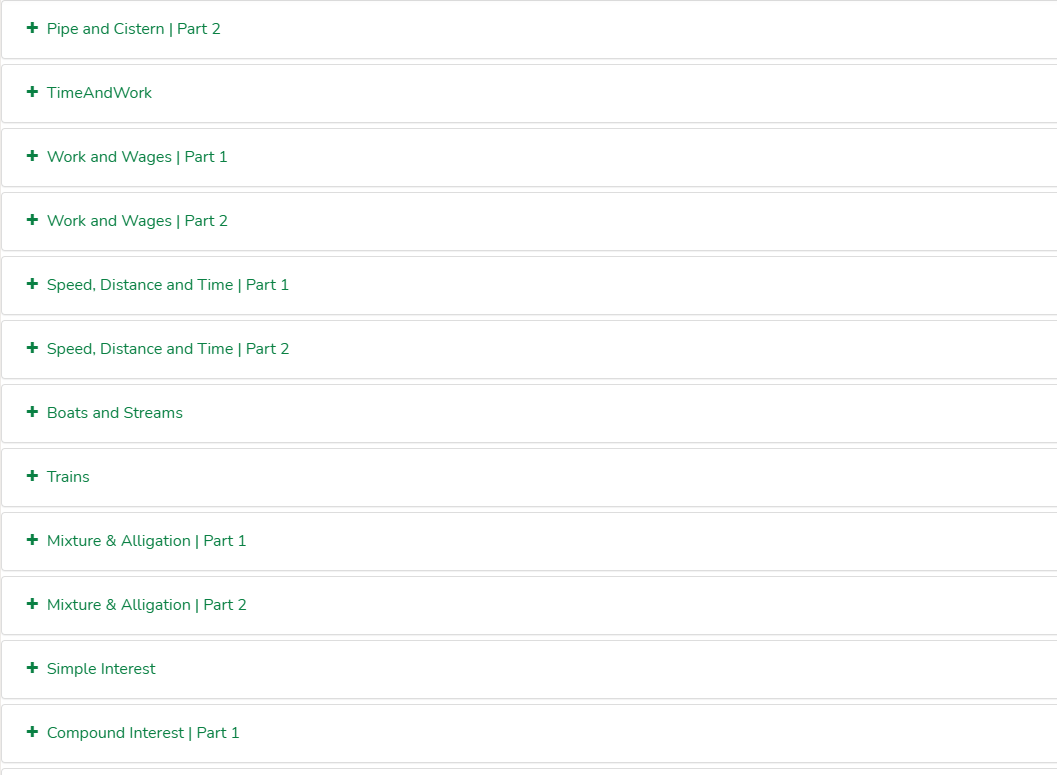 Pipe and Cistern | Part 2
TimeAndWork
Work and Wages | Part 1
Work and Wages | Part 2
Speed, Distance and Time | Part 1
Speed, Distance and Time | Part 2
Boats and Streams
Trains
Mixture & Alligation | Part 1
Mixture & Alligation | Part 2
Simple Interest
Compound Interest | Part 1